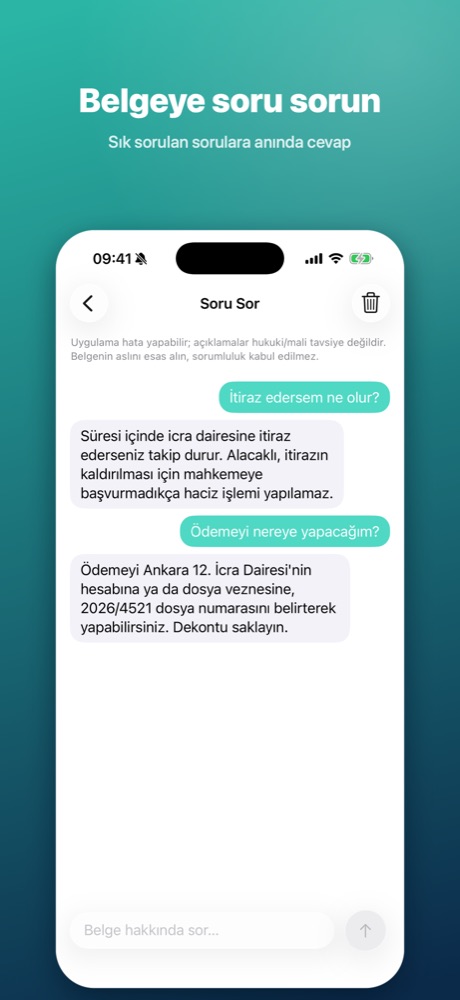 Belgeye soru sorun
Sık sorulan sorulara anında cevap
09:41
Soru Sor
Uygulama hata yapabilir; açıklamalar hukuki/mali tavsiye değildir.
Belgenin aslını esas alın, sorumluluk kabul edilmez.
İtiraz edersem ne olur?
Süresi içinde icra dairesine itiraz
ederseniz takip durur. Alacaklı, itirazın
kaldırılması için mahkemeye
başvurmadıkça haciz işlemi yapılamaz.
Ödemeyi nereye yapacağım?
Ödemeyi Ankara 12. İcra Dairesi'nin
hesabına ya da dosya veznesine,
2026/4521 dosya numarasını belirterek
yapabilirsiniz. Dekontu saklayın.
Belge hakkında sor...